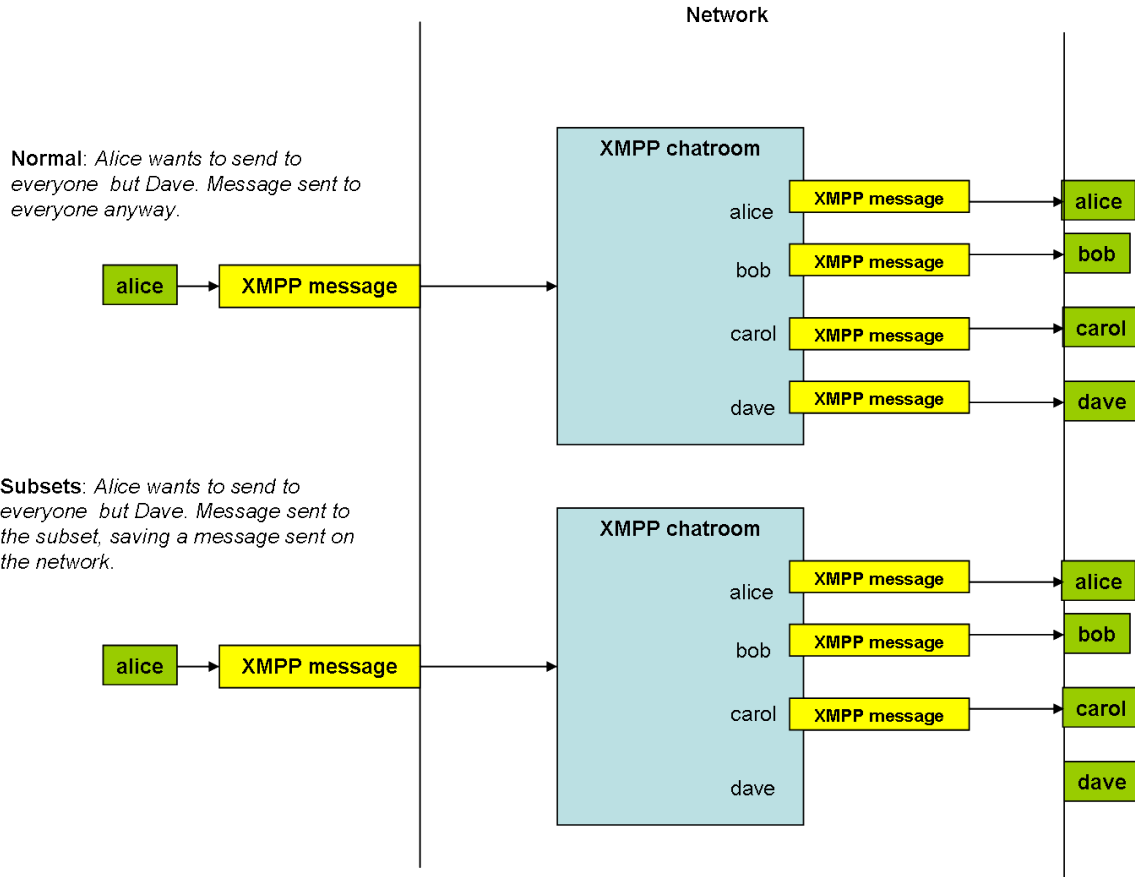 Network
Normal: Alice wants to send to
everyone but Dave. Message sent to
everyone anyway.
alice
XMPP message
XMPP chatroom
alice
XMPP message
alice
bob
XMPP message
bob
carol
XMPP message
carol
dave
XMPP message
dave
Subsets: Alice wants to send to
everyone but Dave. Message sent to
the subset, saving a message sent on
the network.
alice
XMPP message
XMPP chatroom
alice
XMPP message
alice
bob
XMPP message
bob
carol
XMPP message
carol
dave
dave